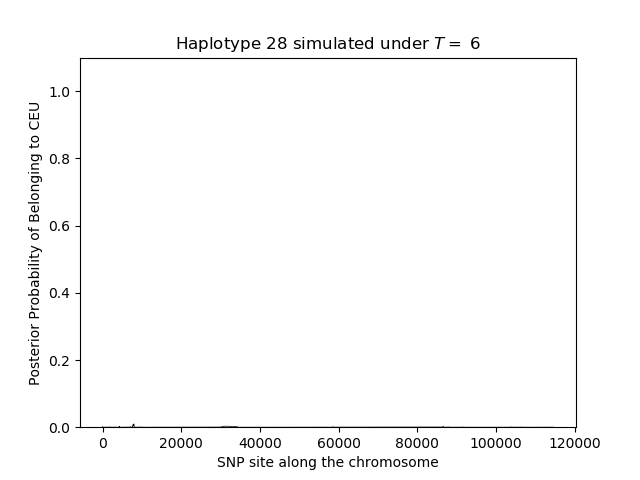 Haplotype 28 simulated under T = 6
Posterior Probability of Belonging to CEU
1.0
0.8
0.6
0.4
0.2
0.0
0 20000 40000 60000 80000 100000 120000
SNP site along the chromosome